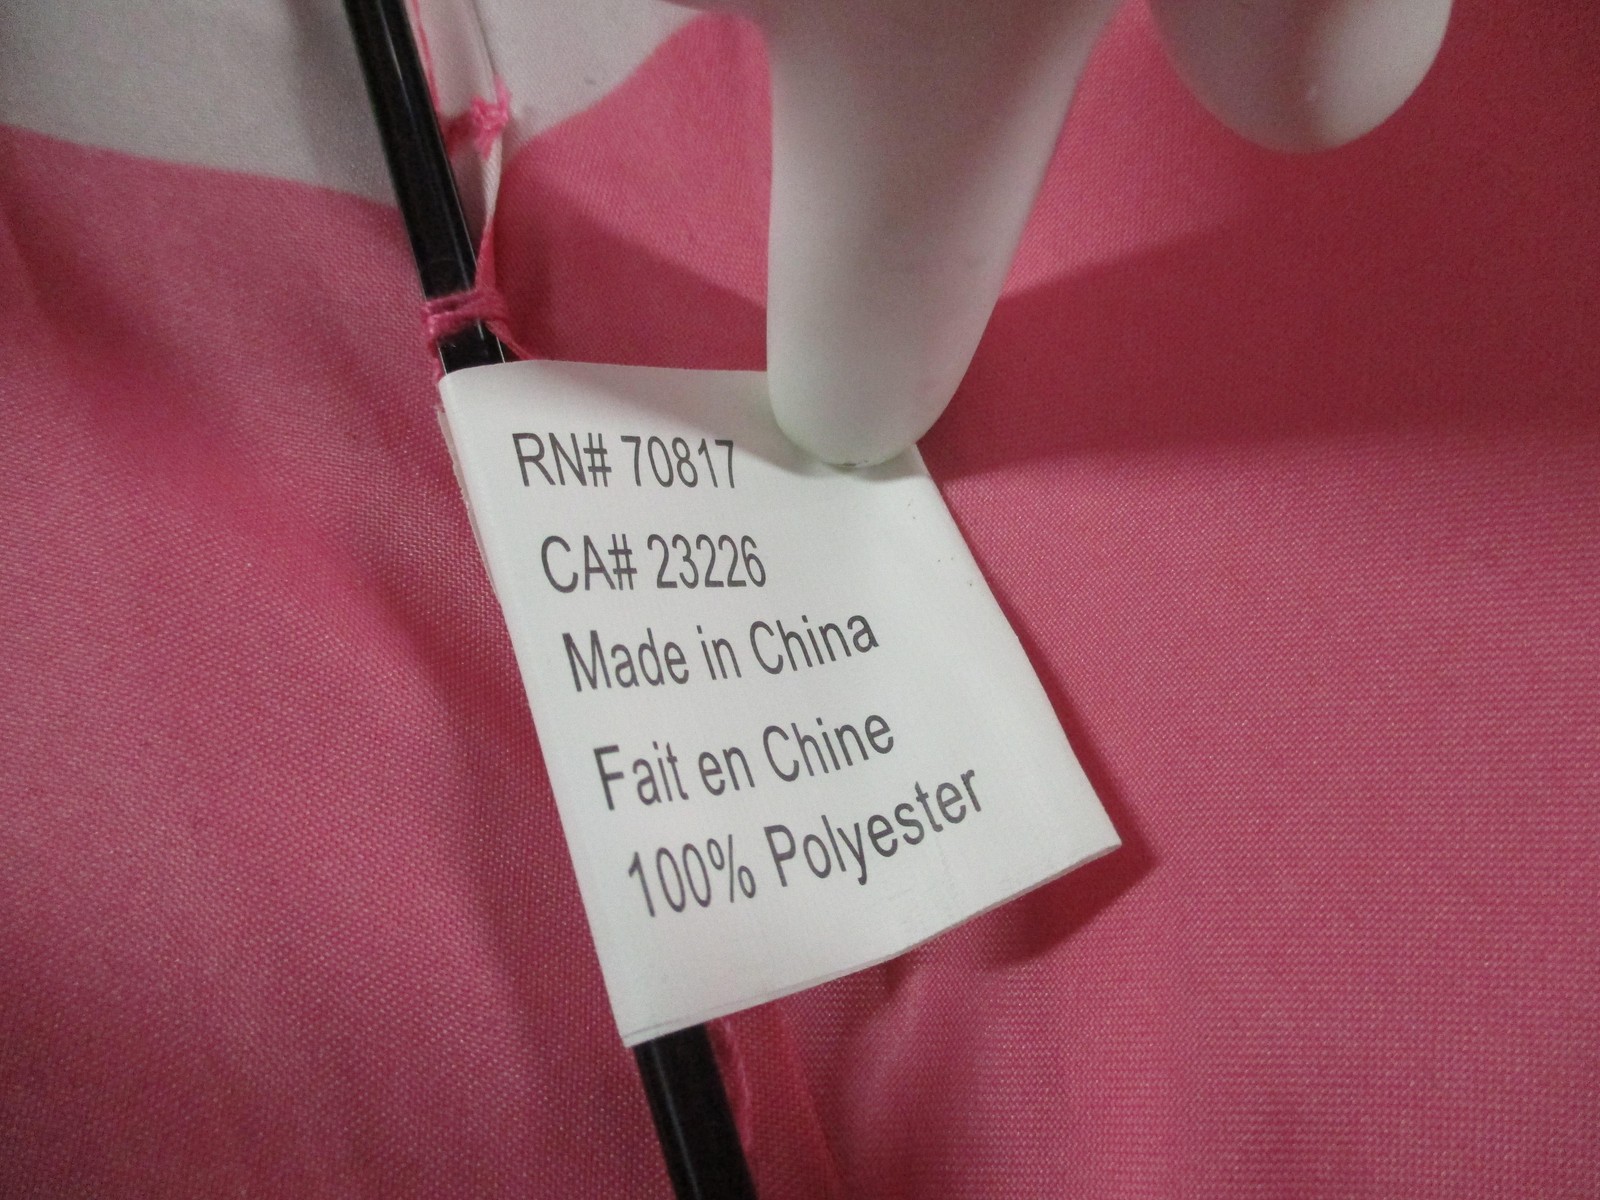 RN# 70817
CA# 23226
Made in China
Fait en Chine
100% Polyester